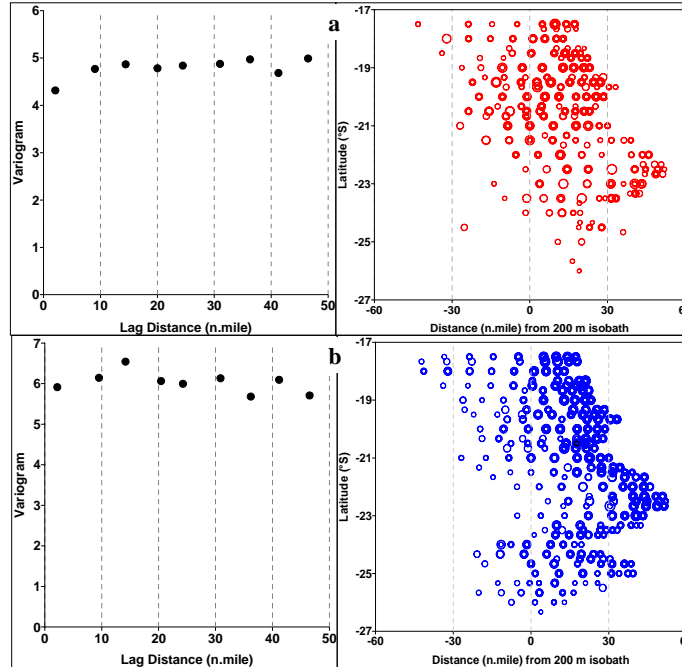 a
6
5
4
3
2
1
0
Variogram
0 10 20 30 40 50
Lag Distance (n.mile)
-17
-19
-21
-23
-25
-27
Latitude (°S)
-60 -30 0 30 60
Distance (n.mile) from 200 m isobath
b
7
6
5
4
3
2
1
0
Variogram
0 10 20 30 40 50
Lag Distance (n.mile)
-17
-19
-21
-23
-25
-27
Latitude (°S)
-60 -30 0 30 60
Distance (n.mile) from 200 m isobath